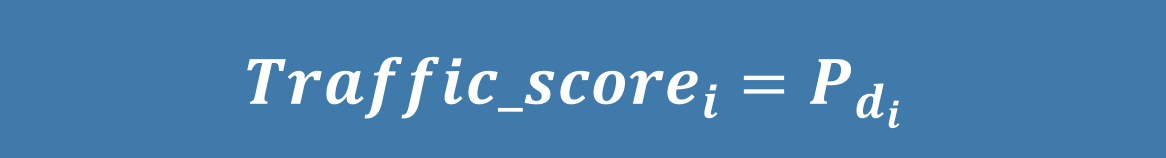 Traffic_score_i = P_{d_i}